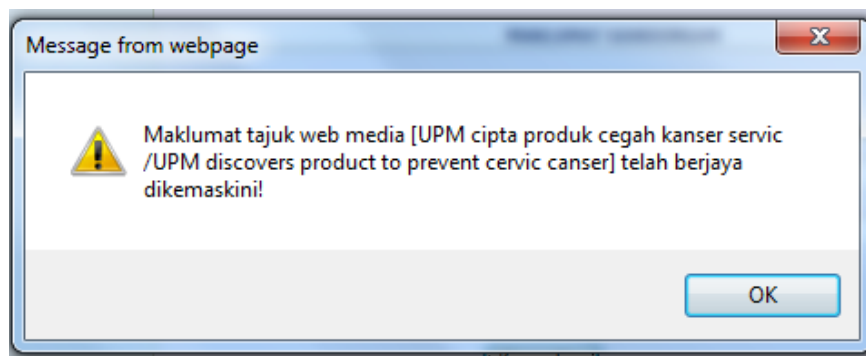 Message from webpage
Maklumat tajuk web media [UPM cipta produk cegah kanser servic
/UPM discovers product to prevent cervic canser] telah berjaya
dikemaskini!
OK